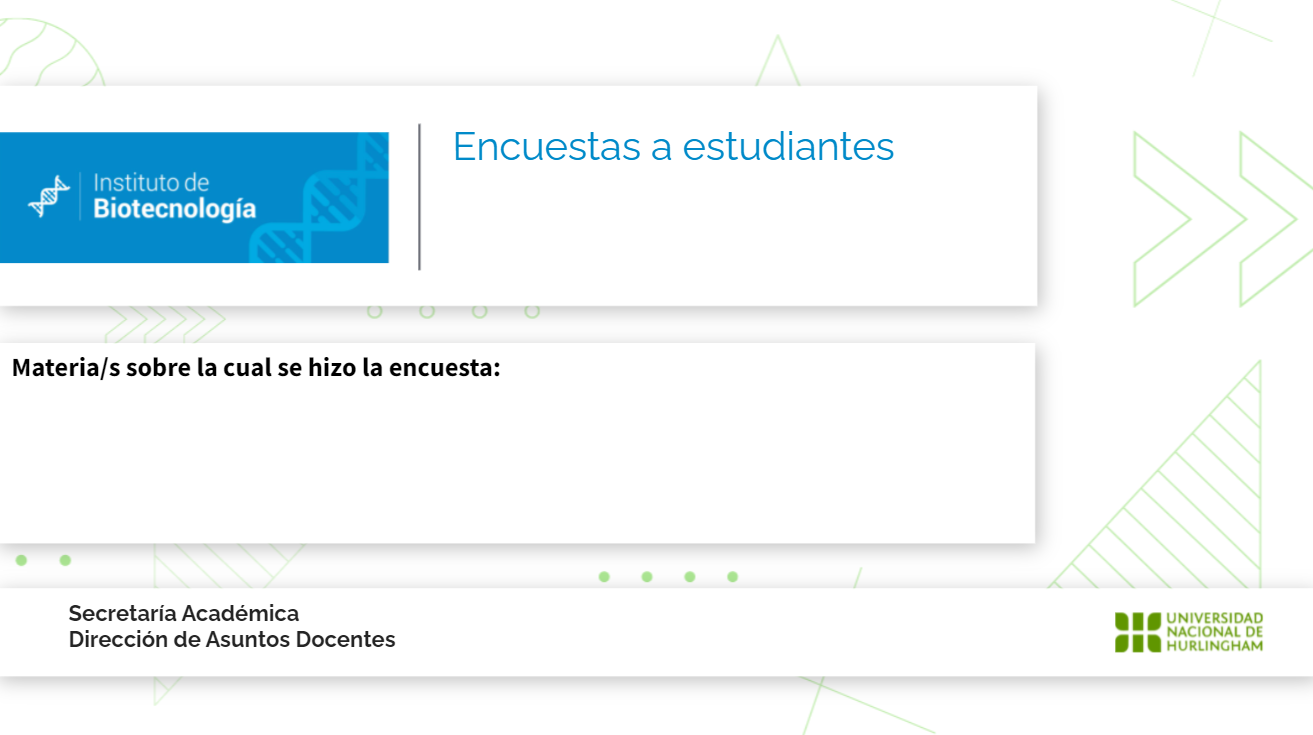 Encuestas a estudiantes
Instituto de
Biotecnología
Materia/s sobre la cual se hizo la encuesta:
Secretaría Académica
Dirección de Asuntos Docentes
UNIVERSIDAD
NACIONAL DE
HURLINGHAM